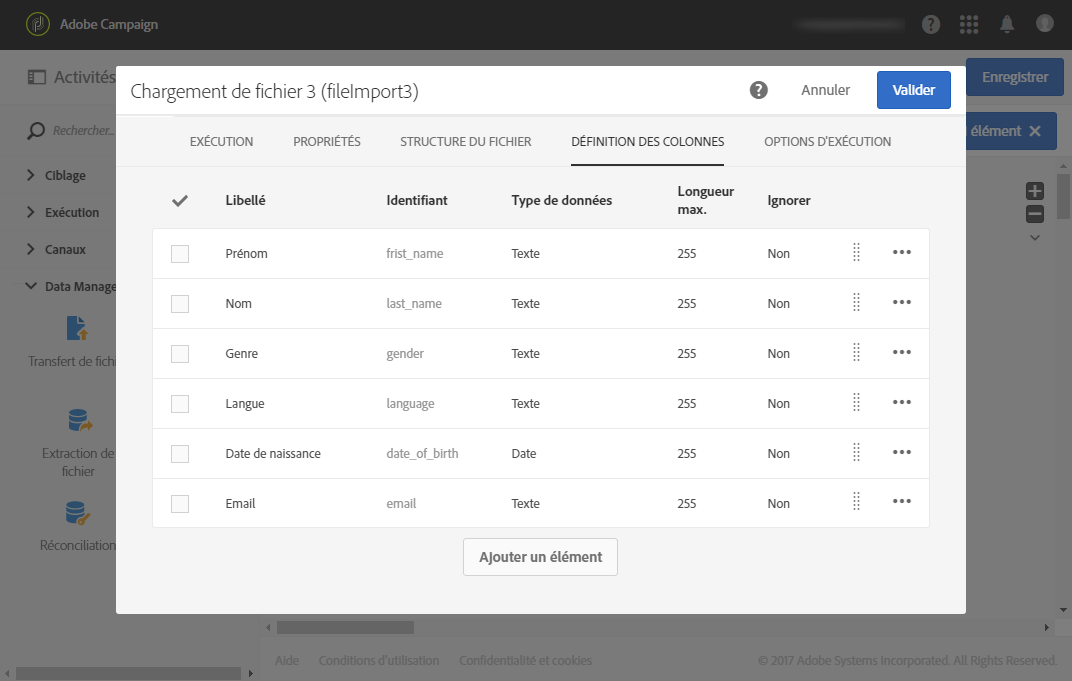 Adobe Campaign
Activités
Enregistrer
Chargement de fichier 3 (fileImport3)
Annuler
Valider
élément
Rechercher...
EXÉCUTION
PROPRIÉTÉS
STRUCTURE DU FICHIER
DÉFINITION DES COLONNES
OPTIONS D'EXÉCUTION
Ciblage
Exécution
Canaux
Data Manage
Transfert de fichi
Extraction de
fichier
Réconciliation
Libellé
Identifiant
Type de données
Longueur
max.
Ignorer
Prénom frist_name Texte 255 Non
Nom last_name Texte 255 Non
Genre gender Texte 255 Non
Langue language Texte 255 Non
Date de naissance date_of_birth Date 255 Non
Email email Texte 255 Non
Ajouter un élément
Aide Conditions d'utilisation Confidentialité et cookies
© 2017 Adobe Systems Incorporated. All Rights Reserved.